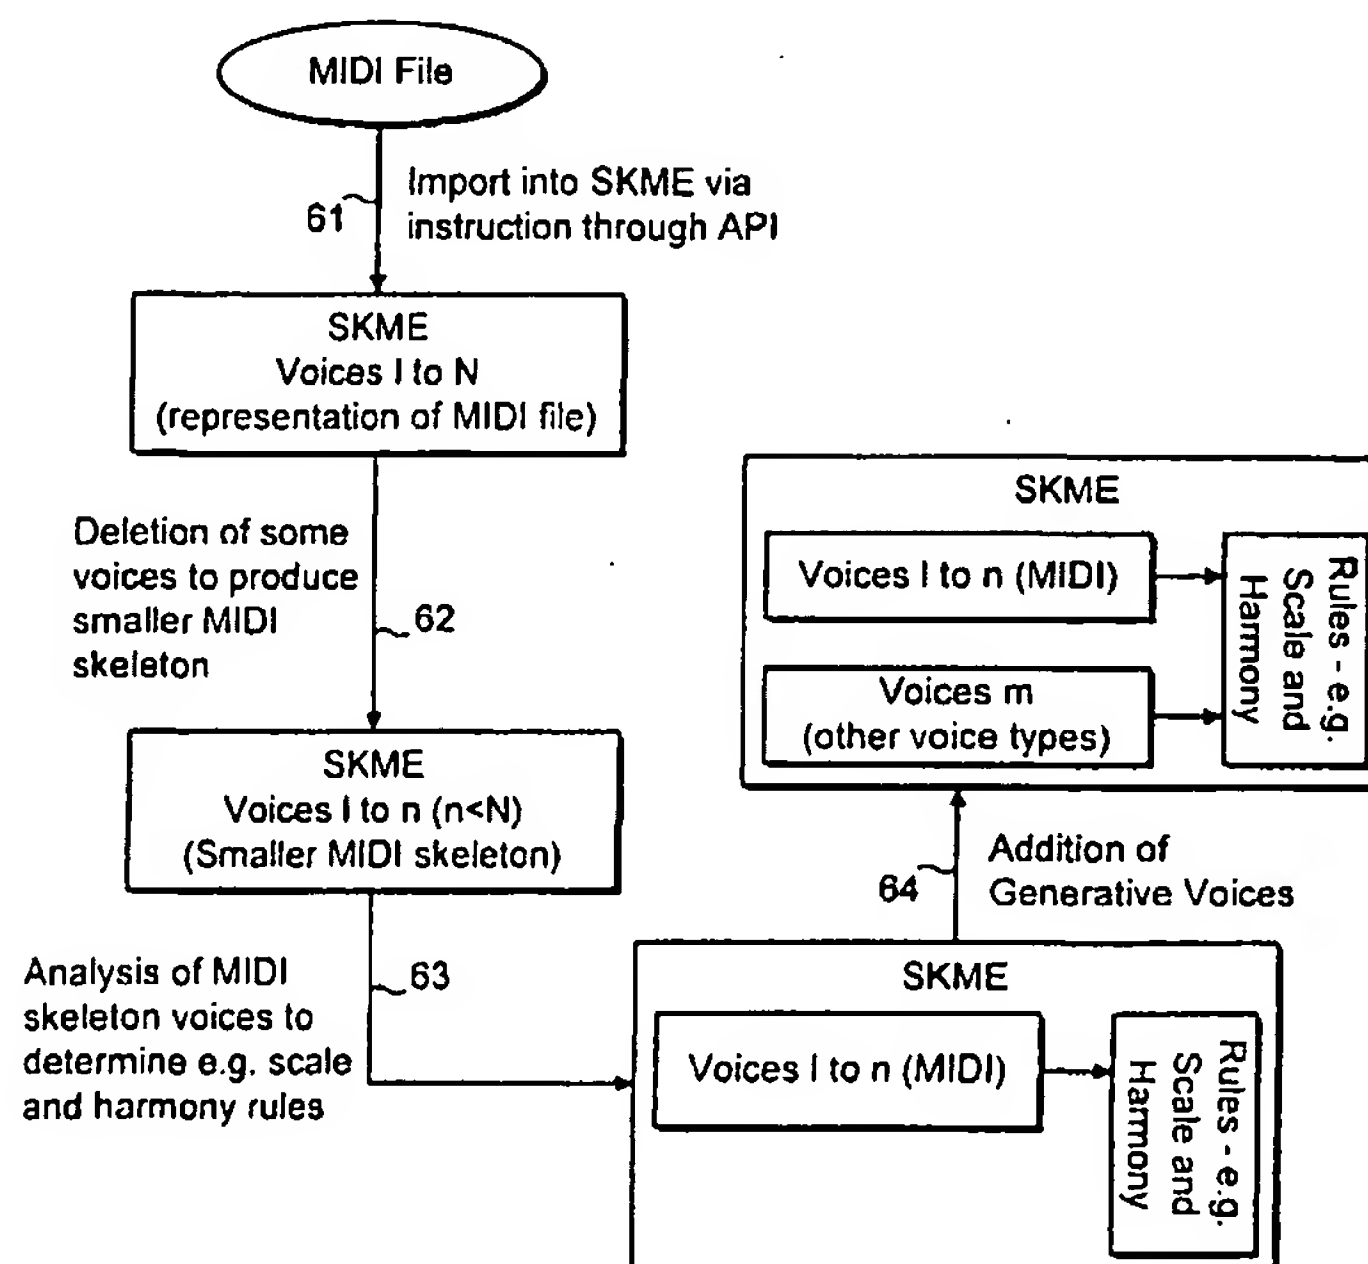 MIDI File
61
Import into SKME via
instruction through API
SKME
Voices I to N
(representation of MIDI file)
Deletion of some
voices to produce
smaller MIDI
skeleton
62
SKME
Voices I to n (n<N)
(Smaller MIDI skeleton)
Analysis of MIDI
skeleton voices to
determine e.g. scale
and harmony rules
63
SKME
Voices I to n (MIDI)
Rules - e.g.
Scale and
Harmony
64
Addition of
Generative Voices
SKME
Voices I to n (MIDI)
Voices m
(other voice types)
Rules - e.g.
Scale and
Harmony